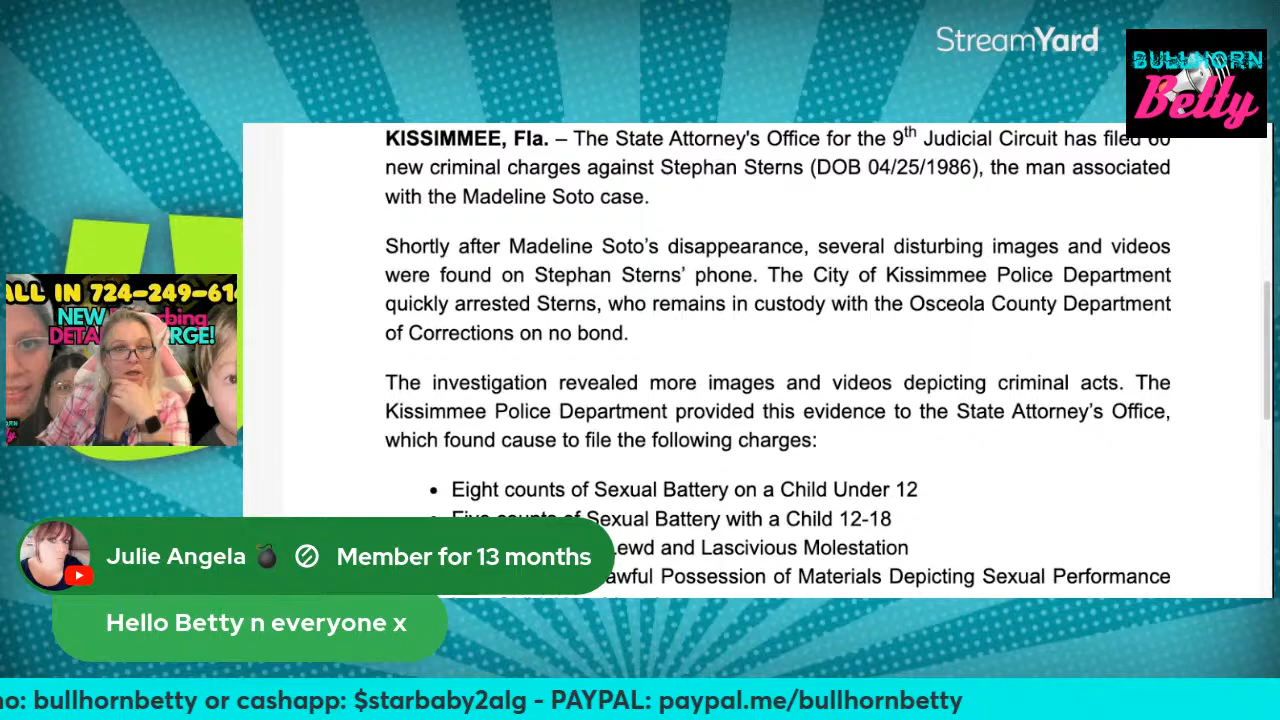 StreamYard
BULLHORN
Betty
KISSIMMEE, Fla. – The State Attorney's Office for the 9th Judicial Circuit has filed 60
new criminal charges against Stephan Sterns (DOB 04/25/1986), the man associated
with the Madeline Soto case.
Shortly after Madeline Soto's disappearance, several disturbing images and videos
were found on Stephan Sterns' phone. The City of Kissimmee Police Department
quickly arrested Sterns, who remains in custody with the Osceola County Department
of Corrections on no bond.
The investigation revealed more images and videos depicting criminal acts. The
Kissimmee Police Department provided this evidence to the State Attorney's Office,
which found cause to file the following charges:
• Eight counts of Sexual Battery on a Child Under 12
• Five counts of Sexual Battery with a Child 12-18
Lewd and Lascivious Molestation
awful Possession of Materials Depicting Sexual Performance
ALL IN 724-249-61
NEW
DETA RGE!
Julie Angela Member for 13 months
Hello Betty n everyone x
no: bullhornbetty or cashapp: $starbaby2alg - PAYPAL: paypal.me/bullhornbetty